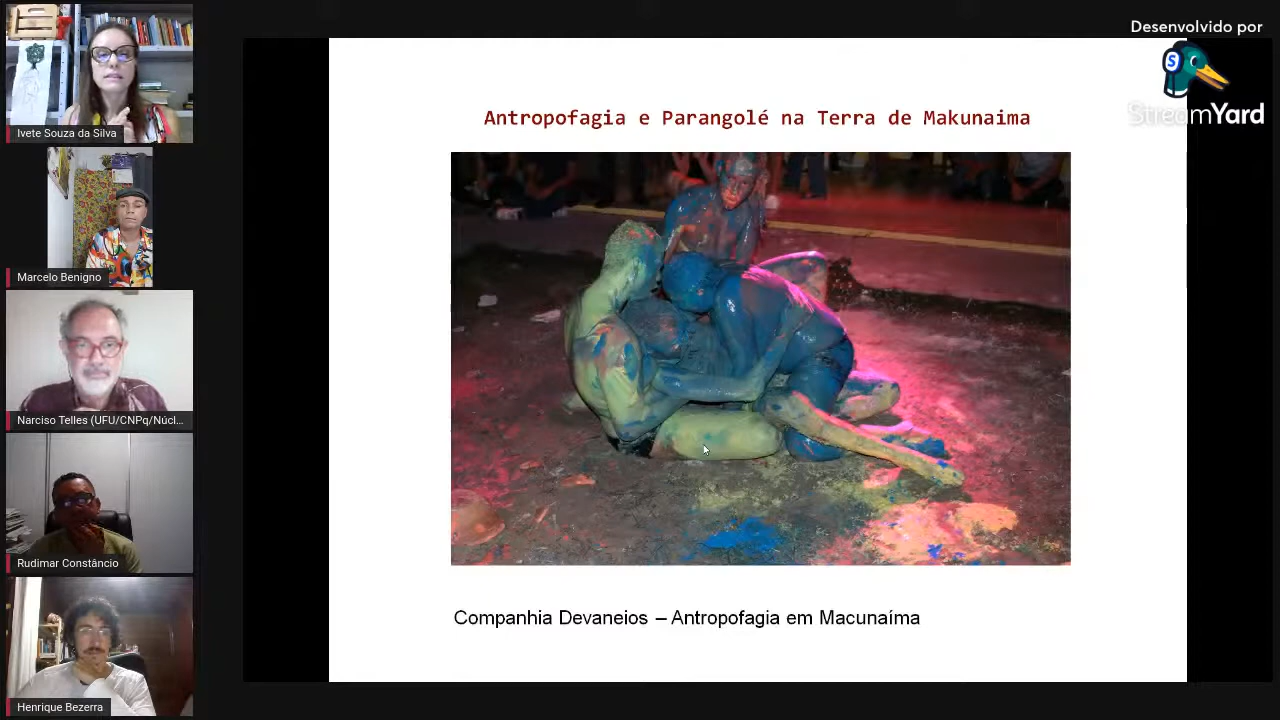 Desenvolvido por
StreamYard
Antropofagia e Parangolé na Terra de Makunaima
Companhia Devaneios – Antropofagia em Macunaíma
Ivete Souza da Silva
Marcelo Benigno
Narciso Telles (UFU/CNPq/Núcl...
Rudimar Constâncio
Henrique Bezerra